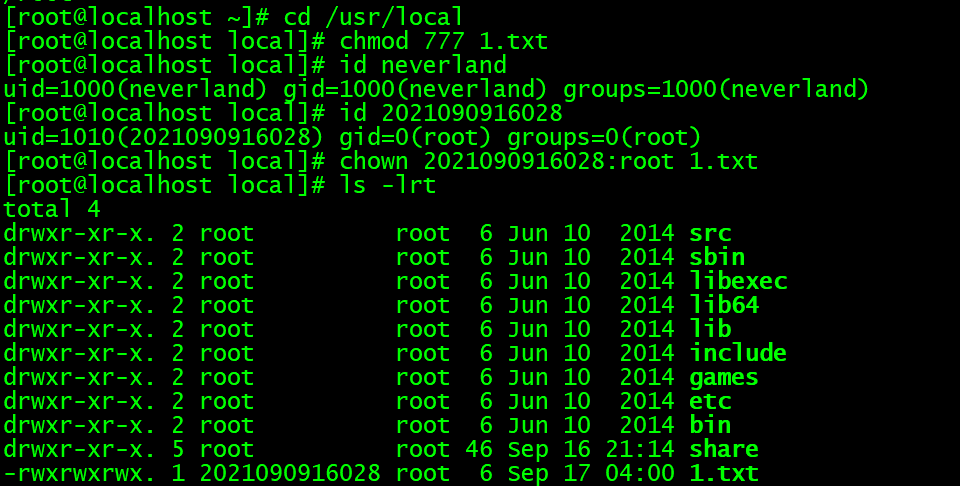 [root@localhost ~]# cd /usr/local
[root@localhost local]# chmod 777 1.txt
[root@localhost local]# id neverland
uid=1000(neverland) gid=1000(neverland) groups=1000(neverland)
[root@localhost local]# id 2021090916028
uid=1010(2021090916028) gid=0(root) groups=0(root)
[root@localhost local]# chown 2021090916028:root 1.txt
[root@localhost local]# ls -lrt
total 4
drwxr-xr-x. 2 root          root  6 Jun 10  2014 src
drwxr-xr-x. 2 root          root  6 Jun 10  2014 sbin
drwxr-xr-x. 2 root          root  6 Jun 10  2014 libexec
drwxr-xr-x. 2 root          root  6 Jun 10  2014 lib64
drwxr-xr-x. 2 root          root  6 Jun 10  2014 lib
drwxr-xr-x. 2 root          root  6 Jun 10  2014 include
drwxr-xr-x. 2 root          root  6 Jun 10  2014 games
drwxr-xr-x. 2 root          root  6 Jun 10  2014 etc
drwxr-xr-x. 2 root          root  6 Jun 10  2014 bin
drwxr-xr-x. 5 root          root 46 Sep 16 21:14 share
-rwxrwxrwx. 1 2021090916028 root  6 Sep 17 04:00 1.txt